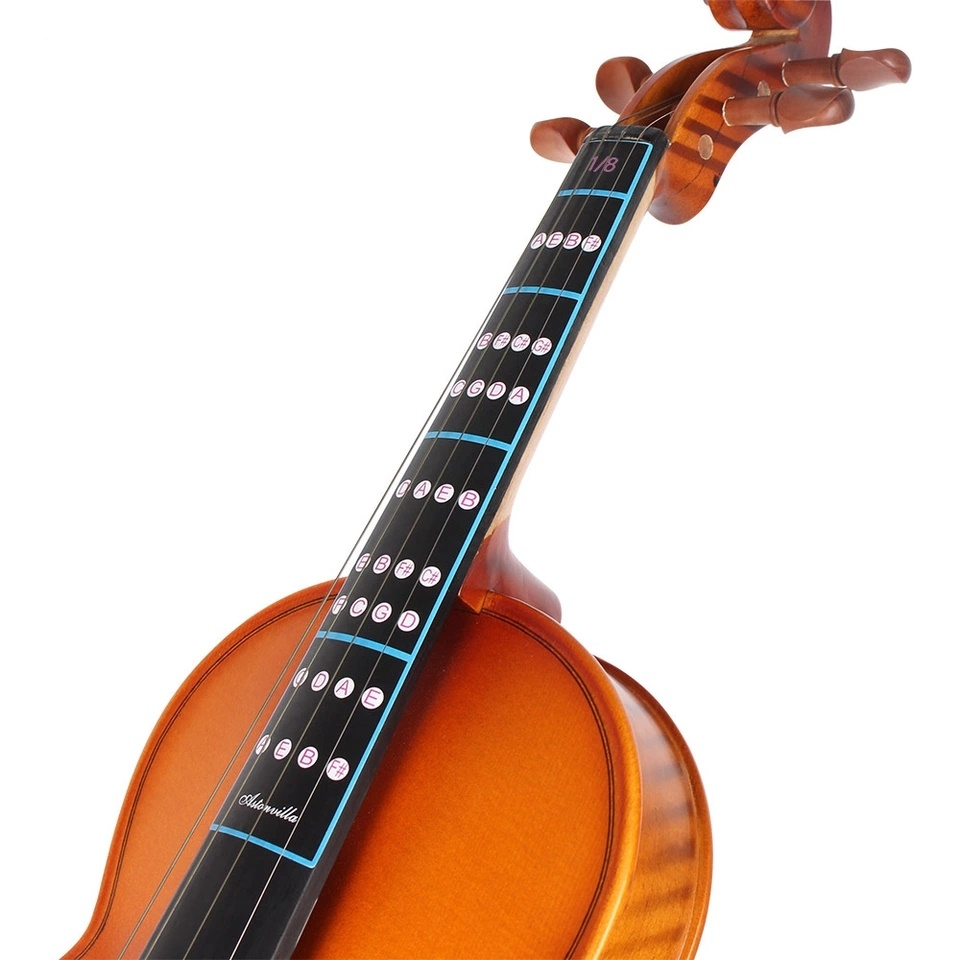 1/8
A E B F#
B F# C# G#
C G D A
A E B
E B F# C#
F C G D
D A E
A E B F#
Astonvilla